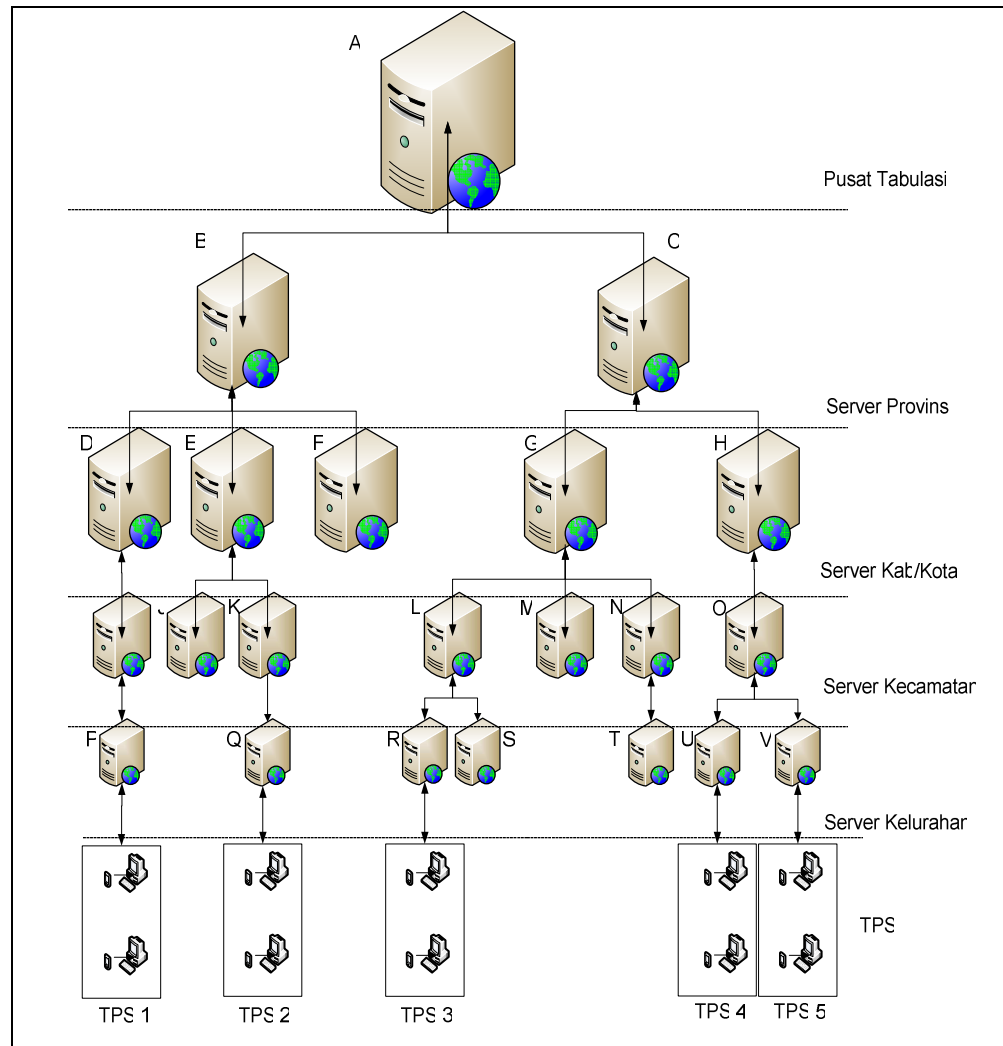 A
Pusat Tabulasi
B
C
Server Provins
D
E
F
G
H
Server Kab/Kota
J
K
L
M
N
O
Server Kecamatan
P
Q
R
S
T
U
V
Server Kelurahan
TPS
TPS 1
TPS 2
TPS 3
TPS 4
TPS 5